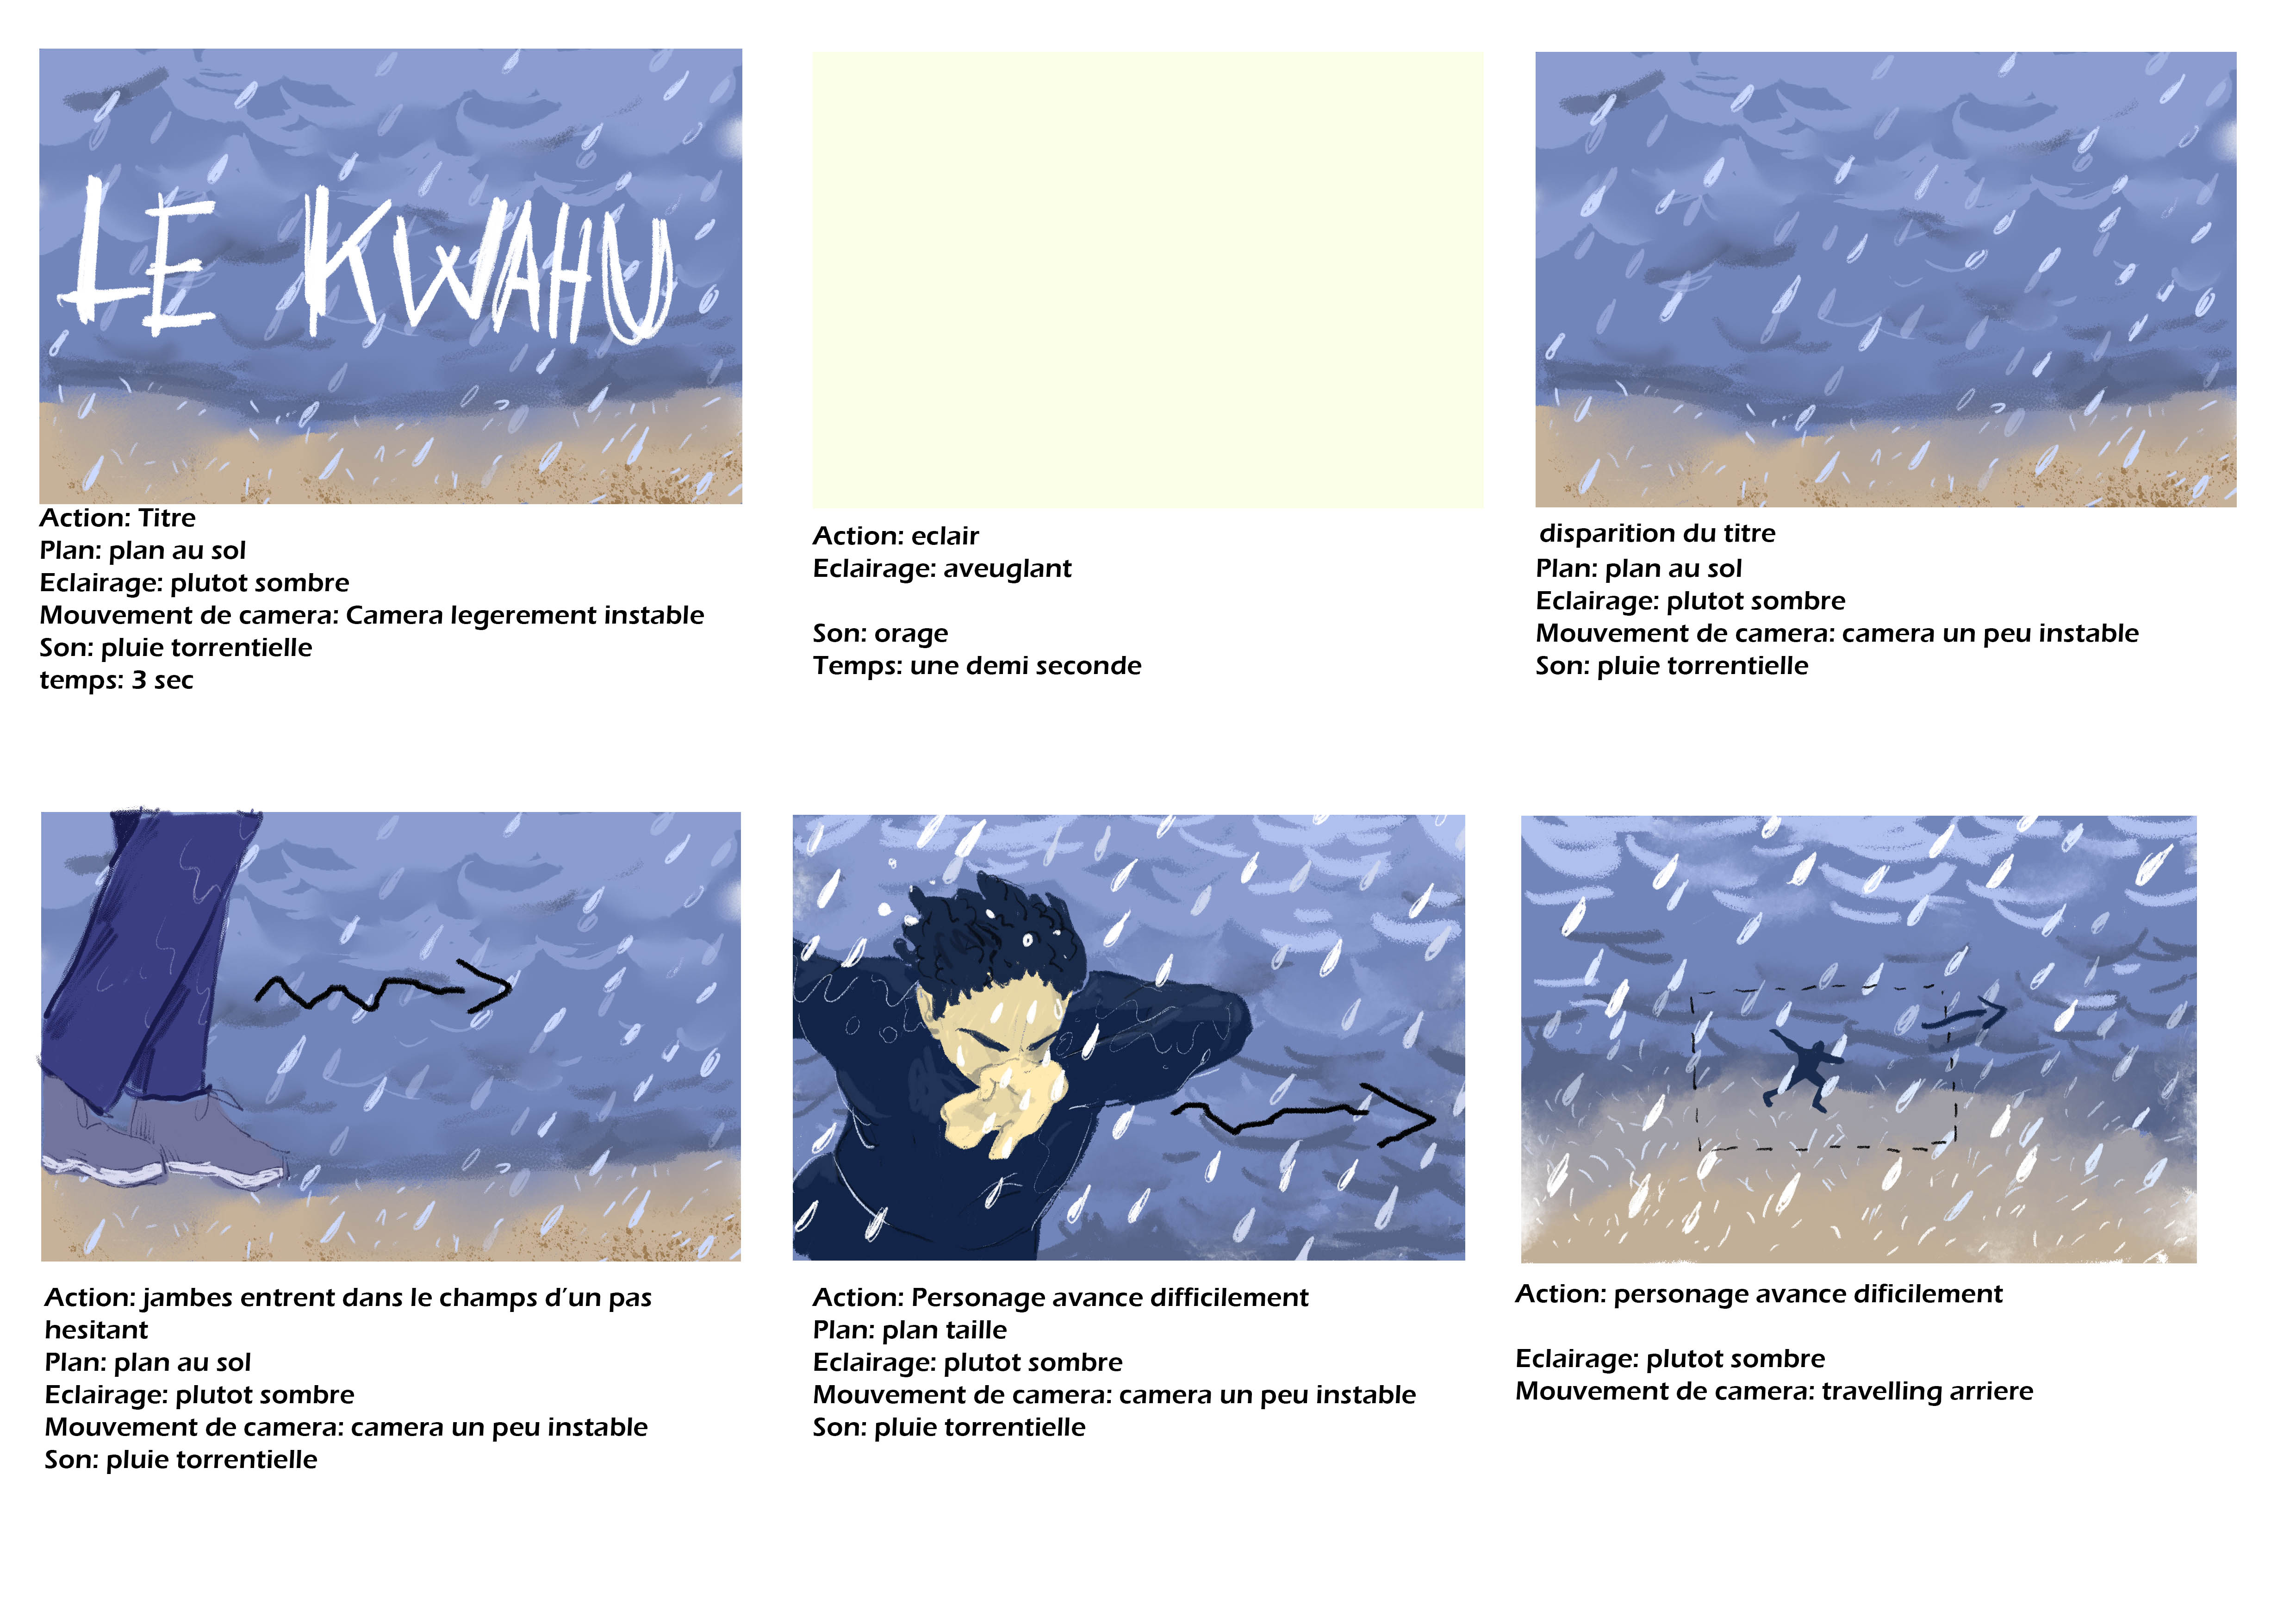 LE KWAHU
Action: Titre
Plan: plan au sol
Eclairage: plutot sombre
Mouvement de camera: Camera legerement instable
Son: pluie torrentielle
temps: 3 sec
Action: eclair
Eclairage: aveuglant
Son: orage
Temps: une demi seconde
disparition du titre
Plan: plan au sol
Eclairage: plutot sombre
Mouvement de camera: camera un peu instable
Son: pluie torrentielle
Action: jambes entrent dans le champs d'un pas
hesitant
Plan: plan au sol
Eclairage: plutot sombre
Mouvement de camera: camera un peu instable
Son: pluie torrentielle
Action: Personage avance difficilement
Plan: plan taille
Eclairage: plutot sombre
Mouvement de camera: camera un peu instable
Son: pluie torrentielle
Action: personage avance dificilement
Eclairage: plutot sombre
Mouvement de camera: travelling arriere